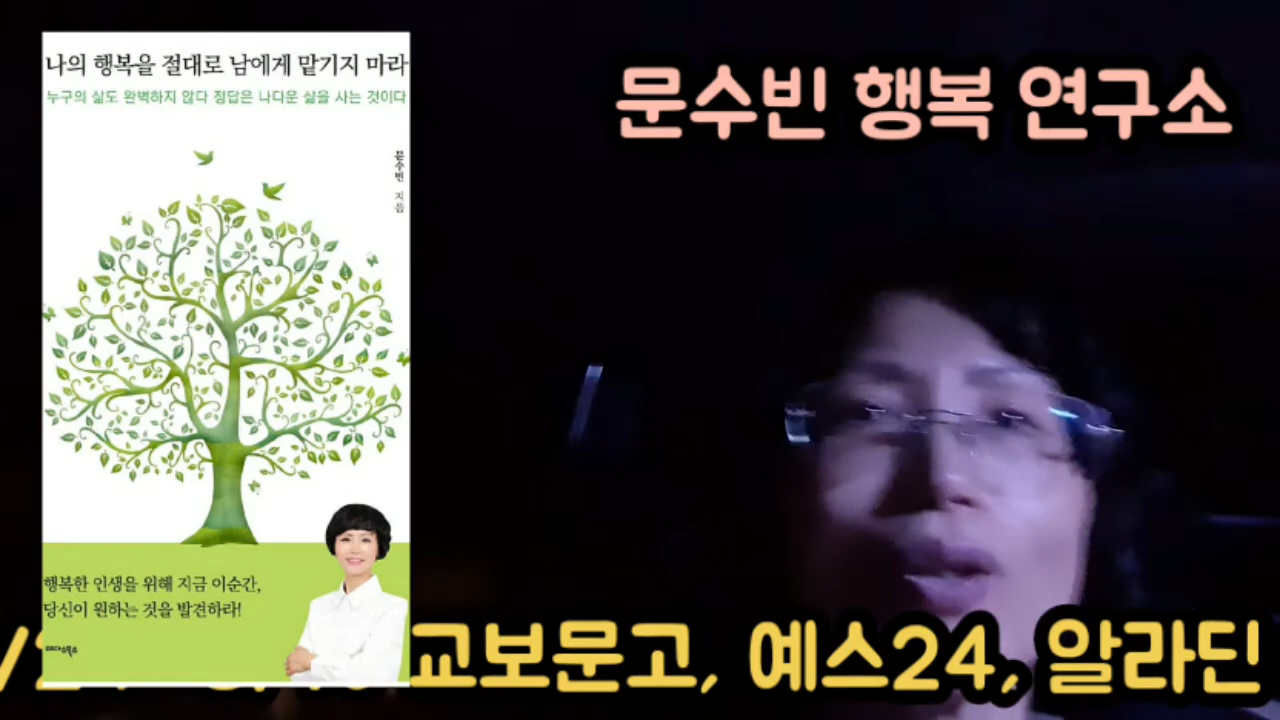 나의 행복을 절대로 남에게 맡기지 마라
누구의 삶도 완벽하지 않다 정답은 나다운 삶을 사는 것이다
문수빈 지음
행복한 인생을 위해 지금 이순간,
당신이 원하는 것을 발견하라!
문수빈 행복 연구소
교보문고, 예스24, 알라딘